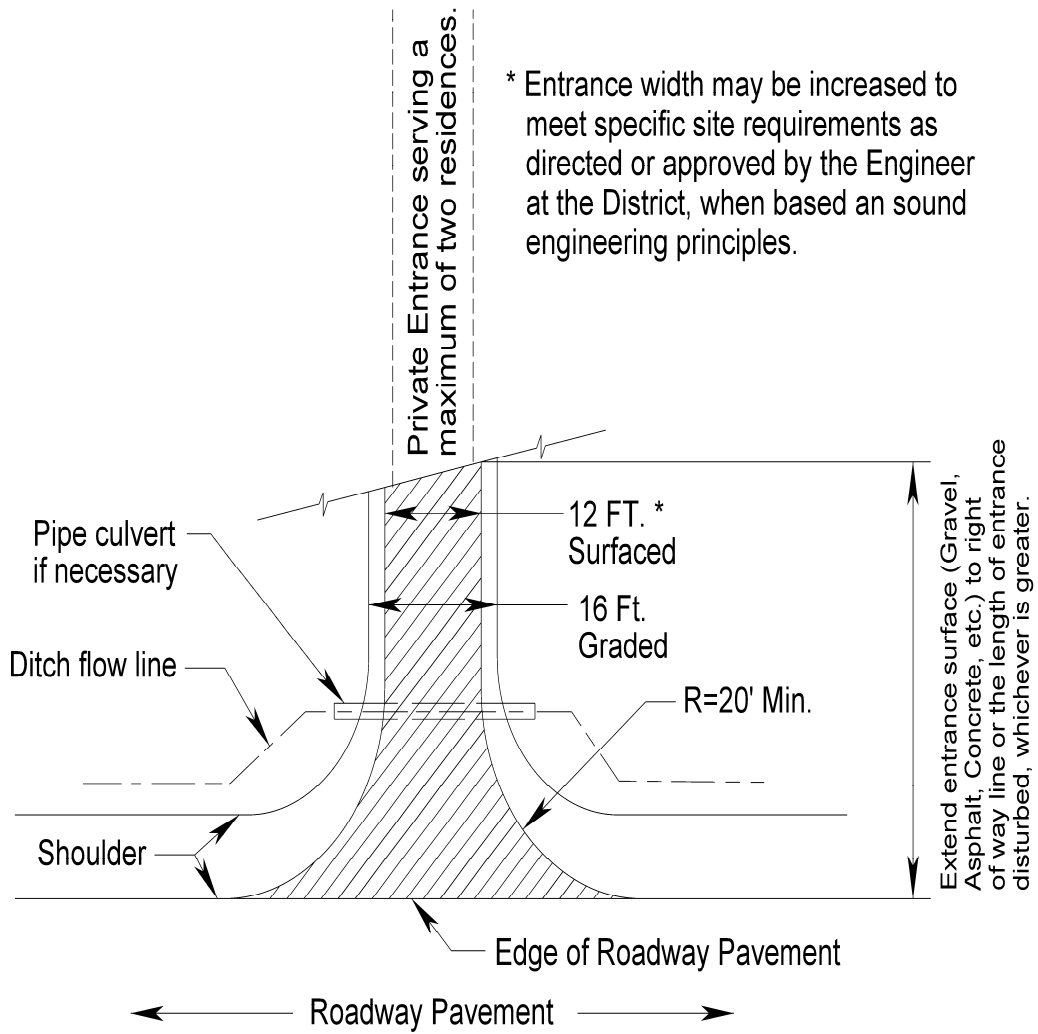 Private Entrance serving a
maximum of two residences.
* Entrance width may be increased to
meet specific site requirements as
directed or approved by the Engineer
at the District, when based an sound
engineering principles.
Pipe culvert
if necessary
12 FT. *
Surfaced
16 Ft.
Graded
Ditch flow line
R=20' Min.
Shoulder
Extend entrance surface (Gravel,
Asphalt, Concrete, etc.) to right
of way line or the length of entrance
disturbed, whichever is greater.
Edge of Roadway Pavement
Roadway Pavement